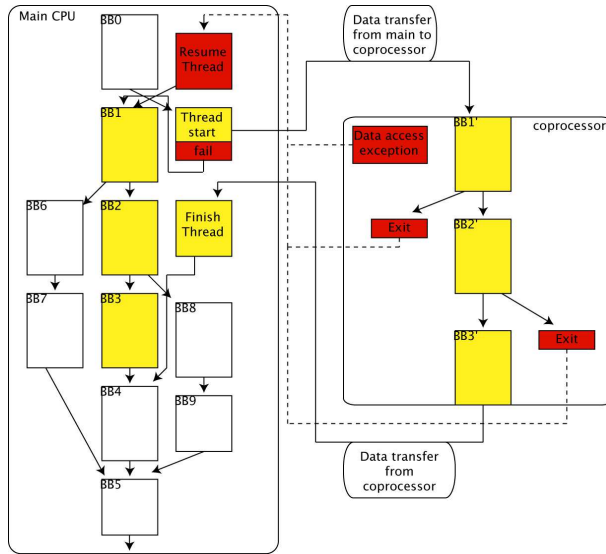 Main CPU
BB0
Resume
Thread
Data transfer
from main to
coprocessor
BB1
Thread
start
fail
BB1'
coprocessor
Data access
exception
BB6
BB2
Finish
Thread
Exit
BB2'
BB7
BB3
BB8
BB3'
Exit
BB4
BB9
Data transfer
from
coprocessor
BB5